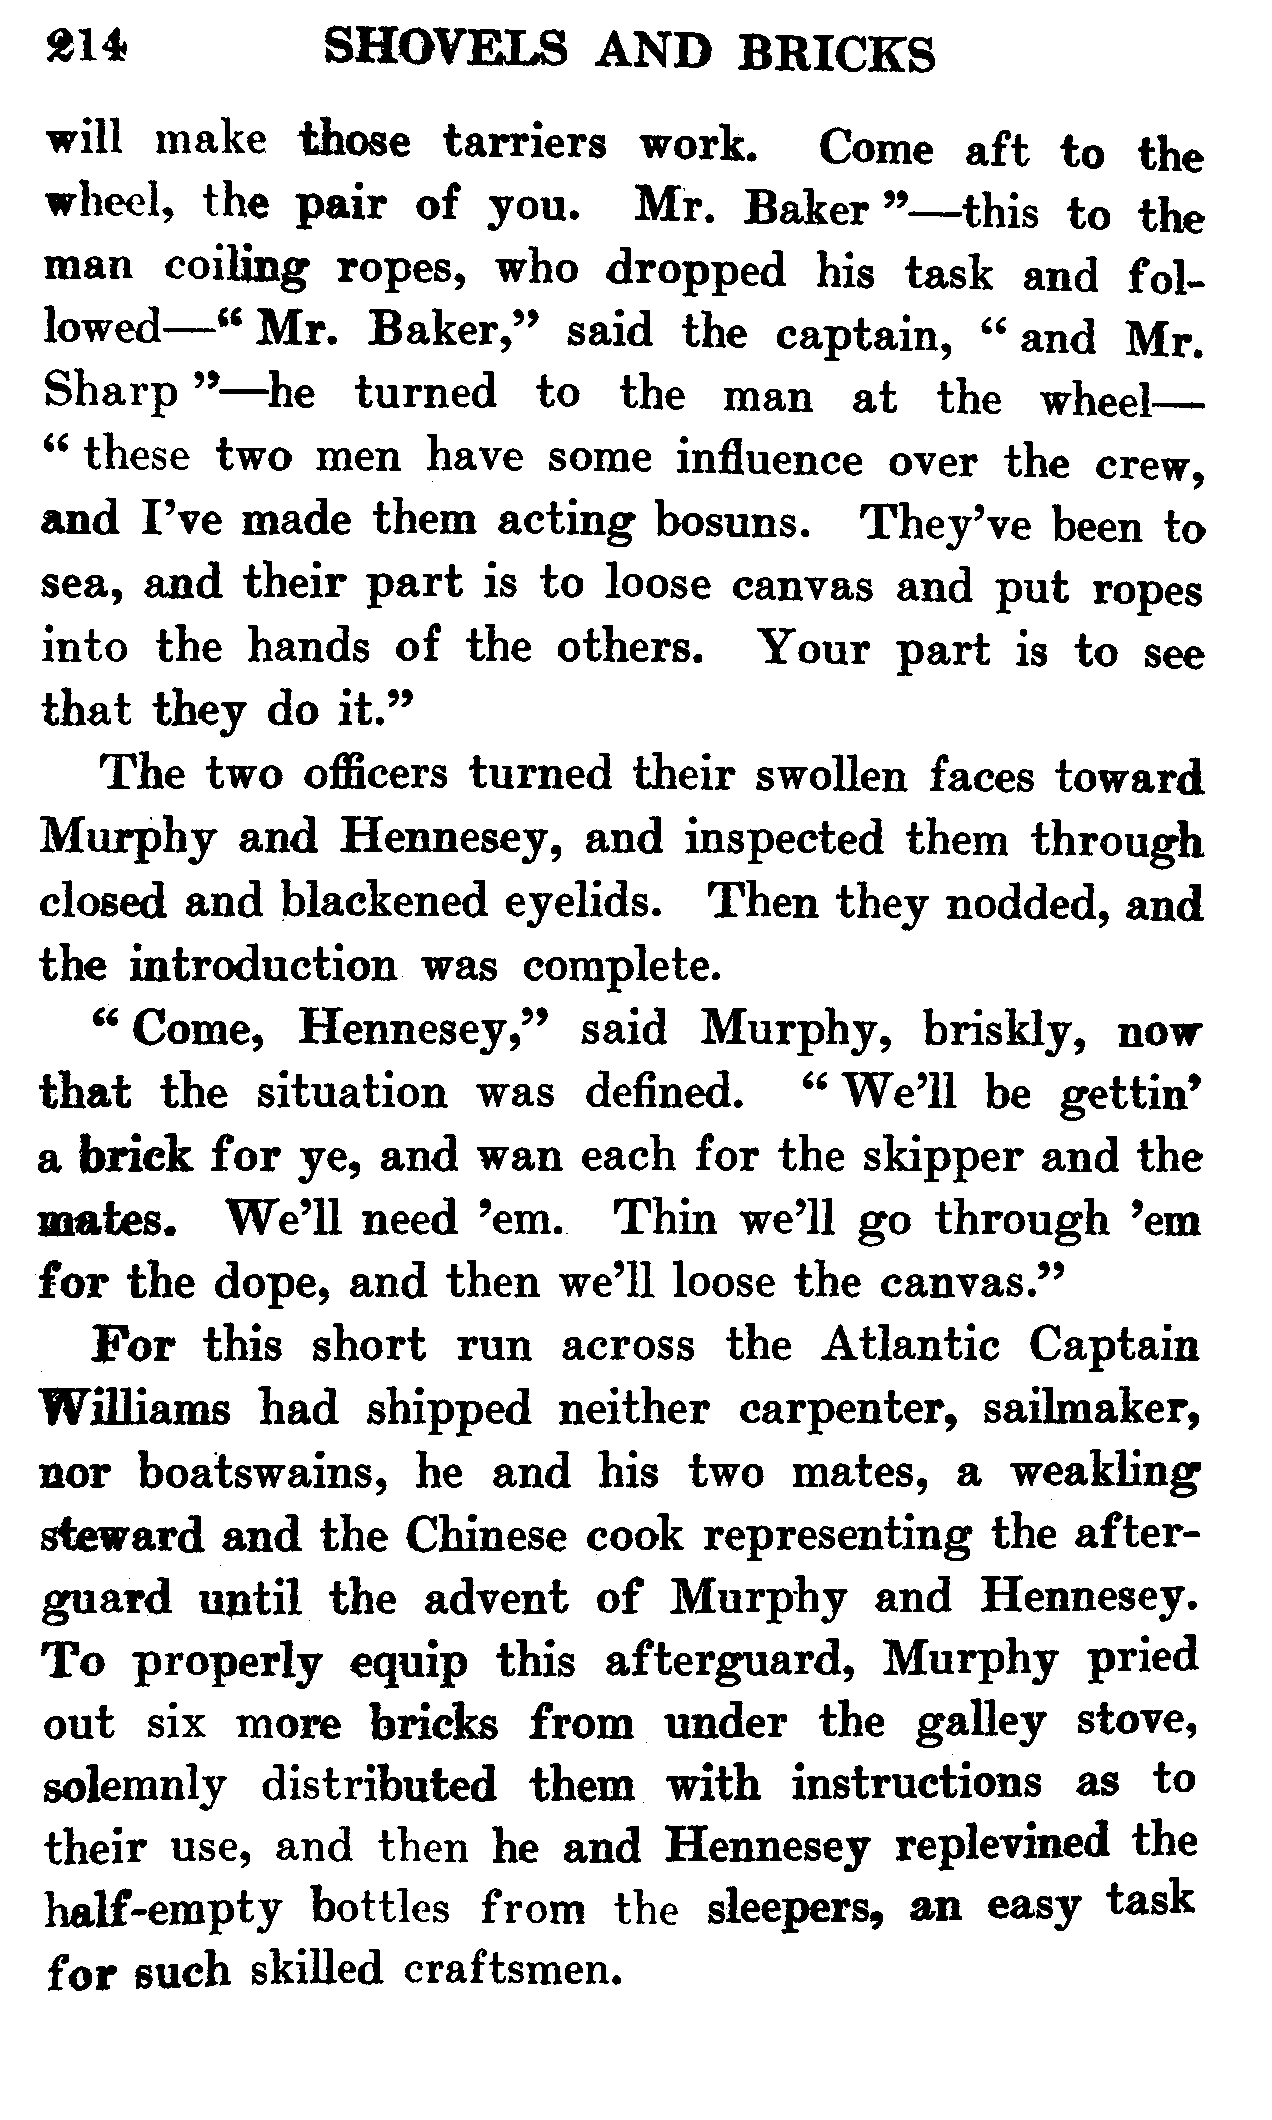 214 SHOVELS AND BRICKS
will make those tarriers work. Come aft to the
wheel, the pair of you. Mr. Baker ”—this to the
man coiling ropes, who dropped his task and fol-
lowed—“ Mr. Baker,” said the captain, “ and Mr.
Sharp ”—he turned to the man at the wheel—
“ these two men have some influence over the crew,
and I’ve made them acting bosuns. They’ve been to
sea, and their part is to loose canvas and put ropes
into the hands of the others. Your part is to see
that they do it.”
The two officers turned their swollen faces toward
Murphy and Hennesey, and inspected them through
closed and blackened eyelids. Then they nodded, and
the introduction was complete.
“ Come, Hennesey,” said Murphy, briskly, now
that the situation was defined. “ We’ll be gettin’
a brick for ye, and wan each for the skipper and the
mates. We’ll need ’em. Thin we’ll go through ’em
for the dope, and then we’ll loose the canvas.”
For this short run across the Atlantic Captain
Williams had shipped neither carpenter, sailmaker,
nor boatswains, he and his two mates, a weakling
steward and the Chinese cook representing the after-
guard until the advent of Murphy and Hennesey.
To properly equip this afterguard, Murphy pried
out six more bricks from under the galley stove,
solemnly distributed them with instructions as to
their use, and then he and Hennesey replevined the
half-empty bottles from the sleepers, an easy task
for such skilled craftsmen.